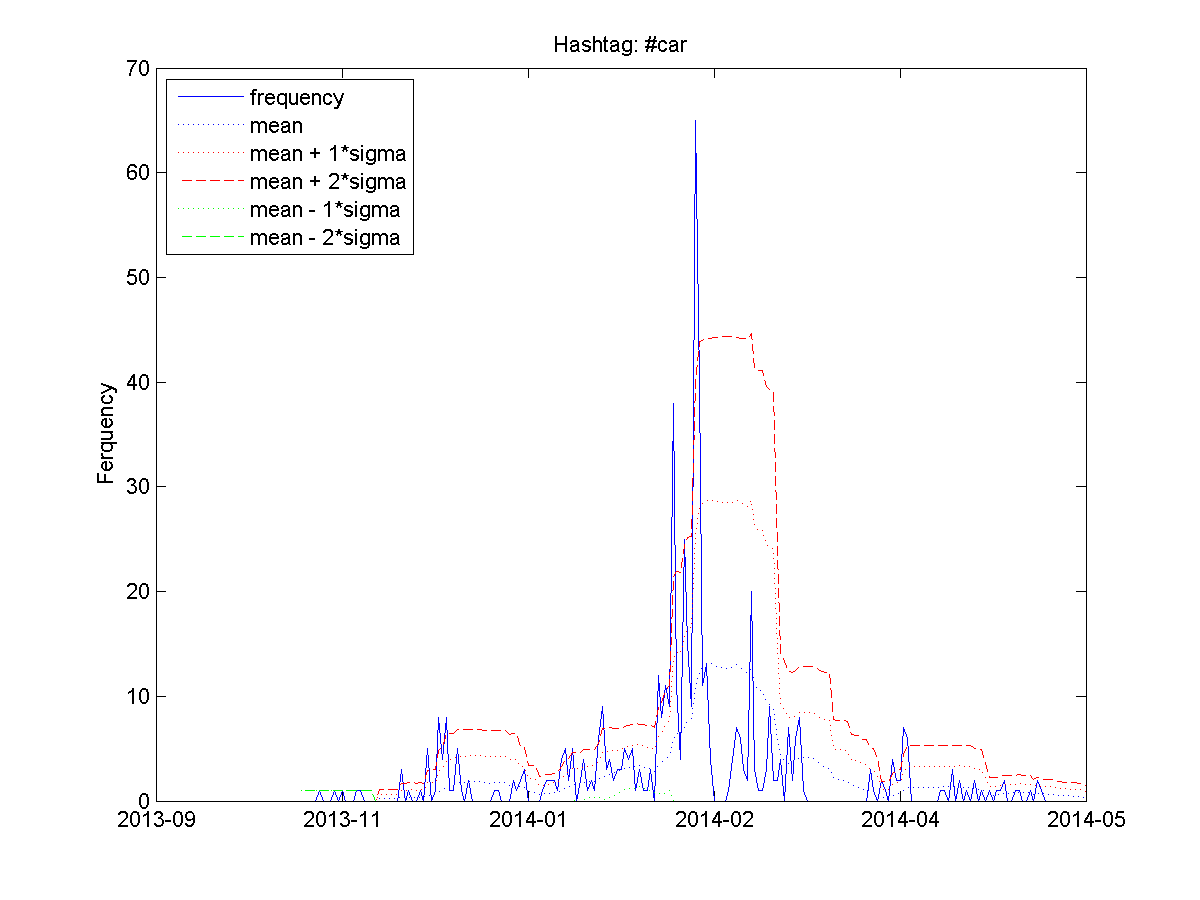 Hashtag: #car
70
60
50
40
30
20
10
0
Ferquency
frequency
mean
mean + 1*sigma
mean + 2*sigma
mean - 1*sigma
mean - 2*sigma
2013-09 2013-11 2014-01 2014-02 2014-04 2014-05